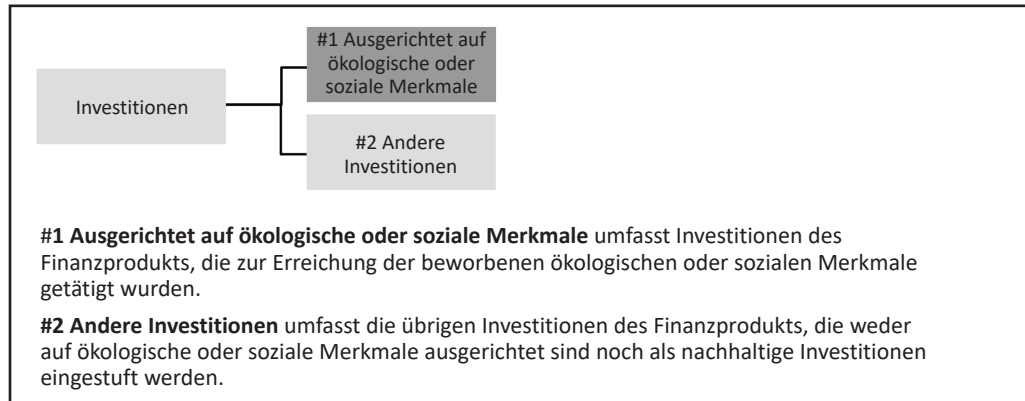 #1 Ausgerichtet auf
ökologische oder
soziale Merkmale
Investitionen
#2 Andere
Investitionen
#1 Ausgerichtet auf ökologische oder soziale Merkmale umfasst Investitionen des
Finanzprodukts, die zur Erreichung der beworbenen ökologischen oder sozialen Merkmale
getätigt wurden.
#2 Andere Investitionen umfasst die übrigen Investitionen des Finanzprodukts, die weder
auf ökologische oder soziale Merkmale ausgerichtet sind noch als nachhaltige Investitionen
eingestuft werden.